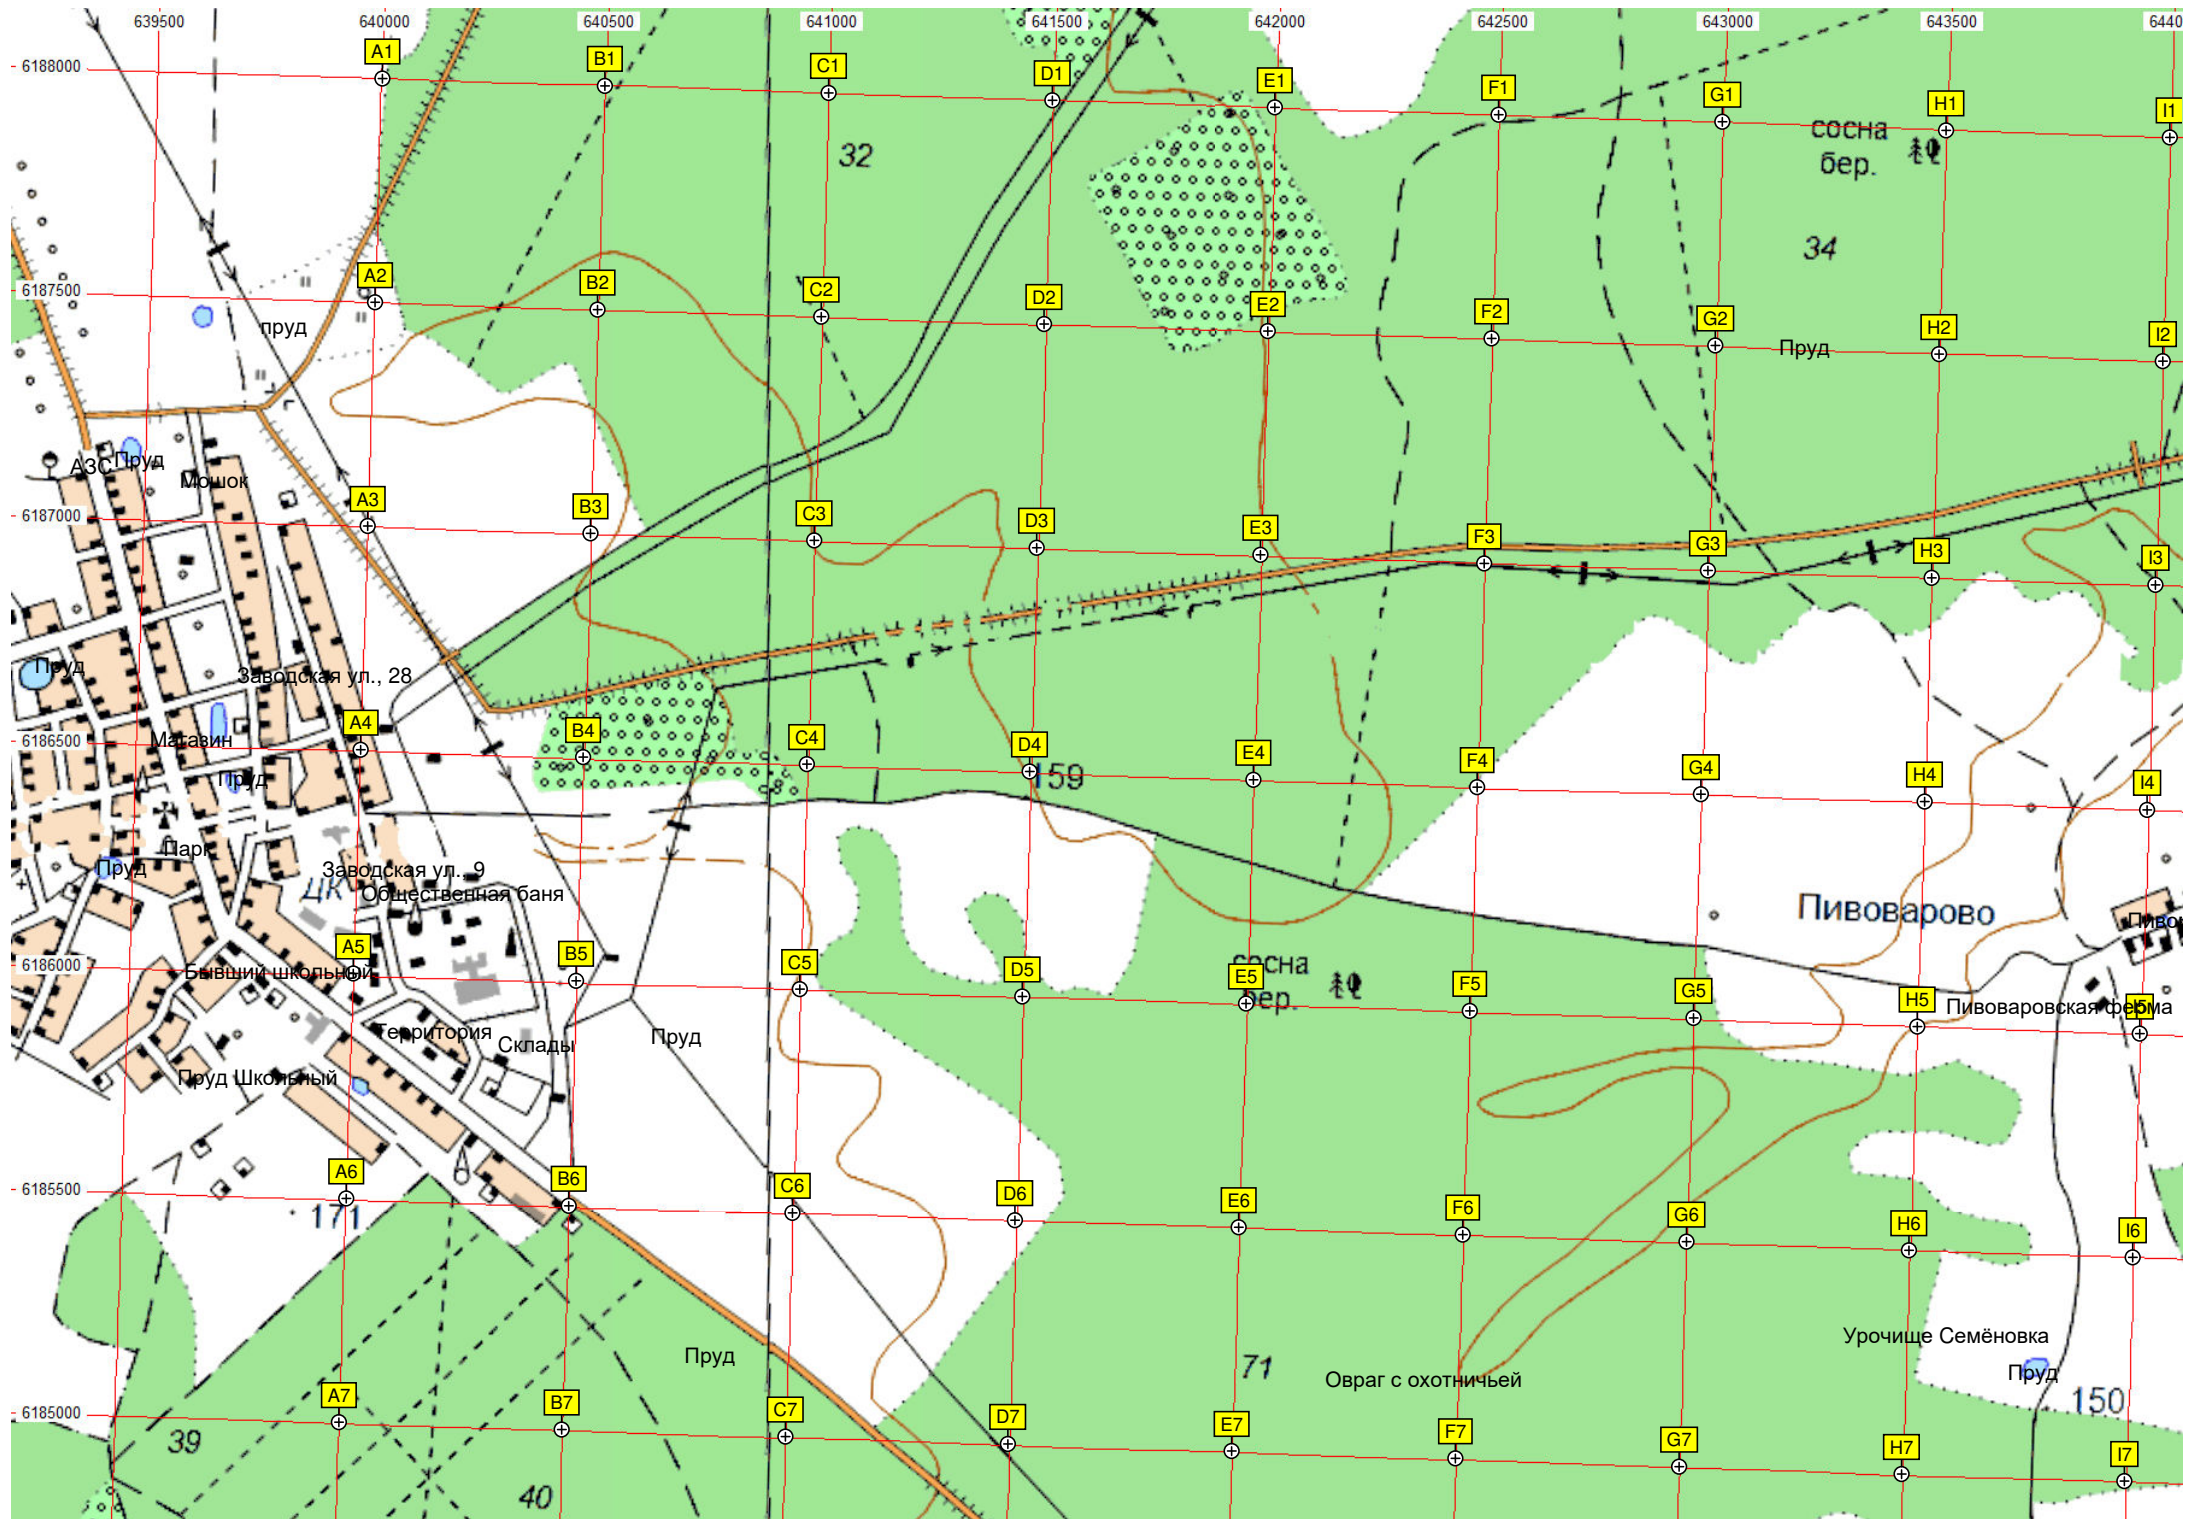 639500 640000 640500 641000 641500 642000 642500 643000 643500 6440
6188000 A1 B1 C1 D1 E1 F1 G1 H1 I1
32
сосна
бер.
34
6187500 A2 B2 C2 D2 E2 F2 G2 H2 I2
пруд
Пруд
АЗС Пруд
Мошок
6187000 A3 B3 C3 D3 E3 F3 G3 H3 I3
Пруд
Заводская ул., 28
6186500 A4 B4 C4 D4 E4 F4 G4 H4 I4
Магазин
Пруд
159
Парк
Пруд
Заводская ул., 9
ЦК
Общественная баня
Пивоварово
Пивов
6186000 A5 B5 C5 D5 E5 F5 G5 H5 I5
Бывший школьный
сосна
бер.
Пивоваровская ферма
Территория
Склады
Пруд
Пруд Школьный
6185500 A6 B6 C6 D6 E6 F6 G6 H6 I6
171
Пруд
Урочище Семёновка
71
Овраг с охотничьей
Пруд
150
6185000 A7 B7 C7 D7 E7 F7 G7 H7 I7
39
40